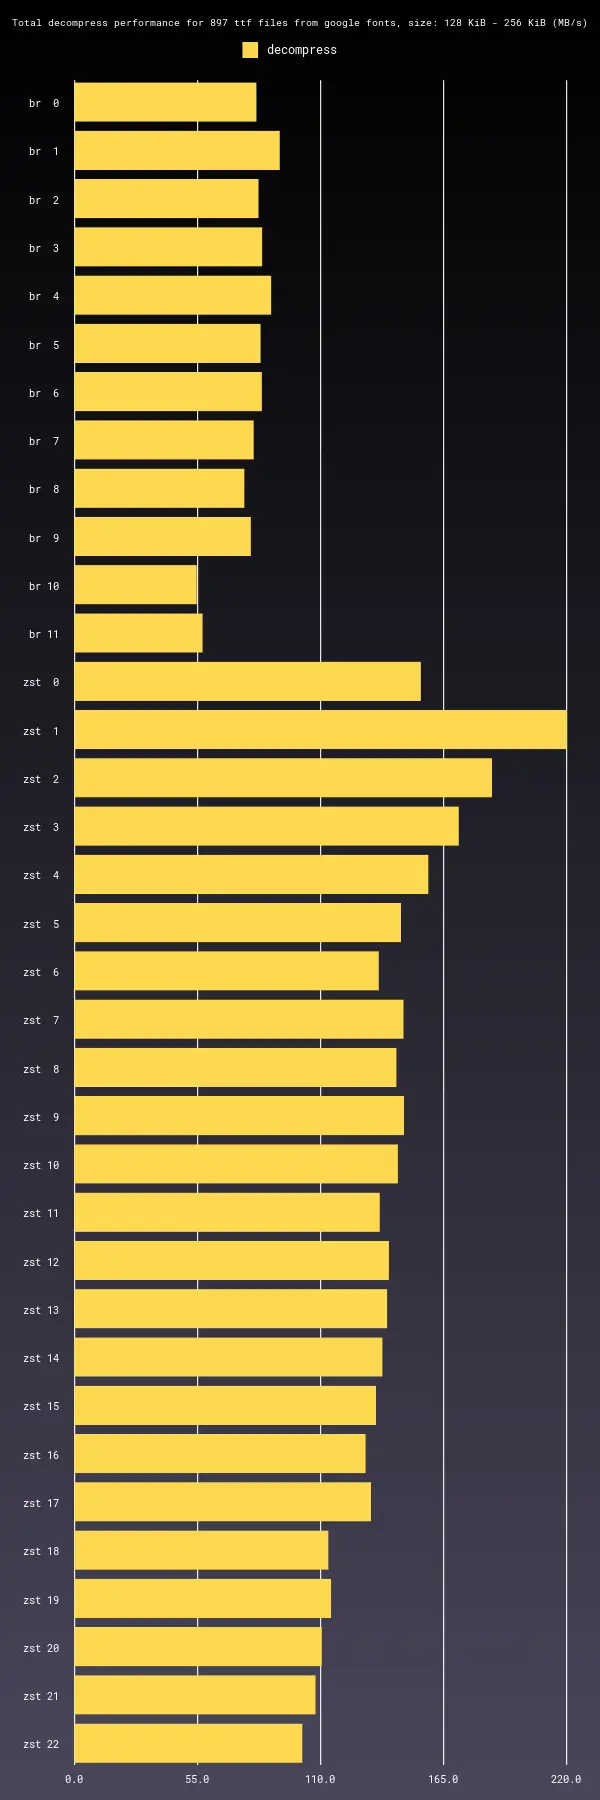 Total decompress performance for 897 ttf files from google fonts, size: 128 KiB - 256 KiB (MB/s)
decompress
br 0
br 1
br 2
br 3
br 4
br 5
br 6
br 7
br 8
br 9
br 10
br 11
zst 0
zst 1
zst 2
zst 3
zst 4
zst 5
zst 6
zst 7
zst 8
zst 9
zst 10
zst 11
zst 12
zst 13
zst 14
zst 15
zst 16
zst 17
zst 18
zst 19
zst 20
zst 21
zst 22
0.0 55.0 110.0 165.0 220.0